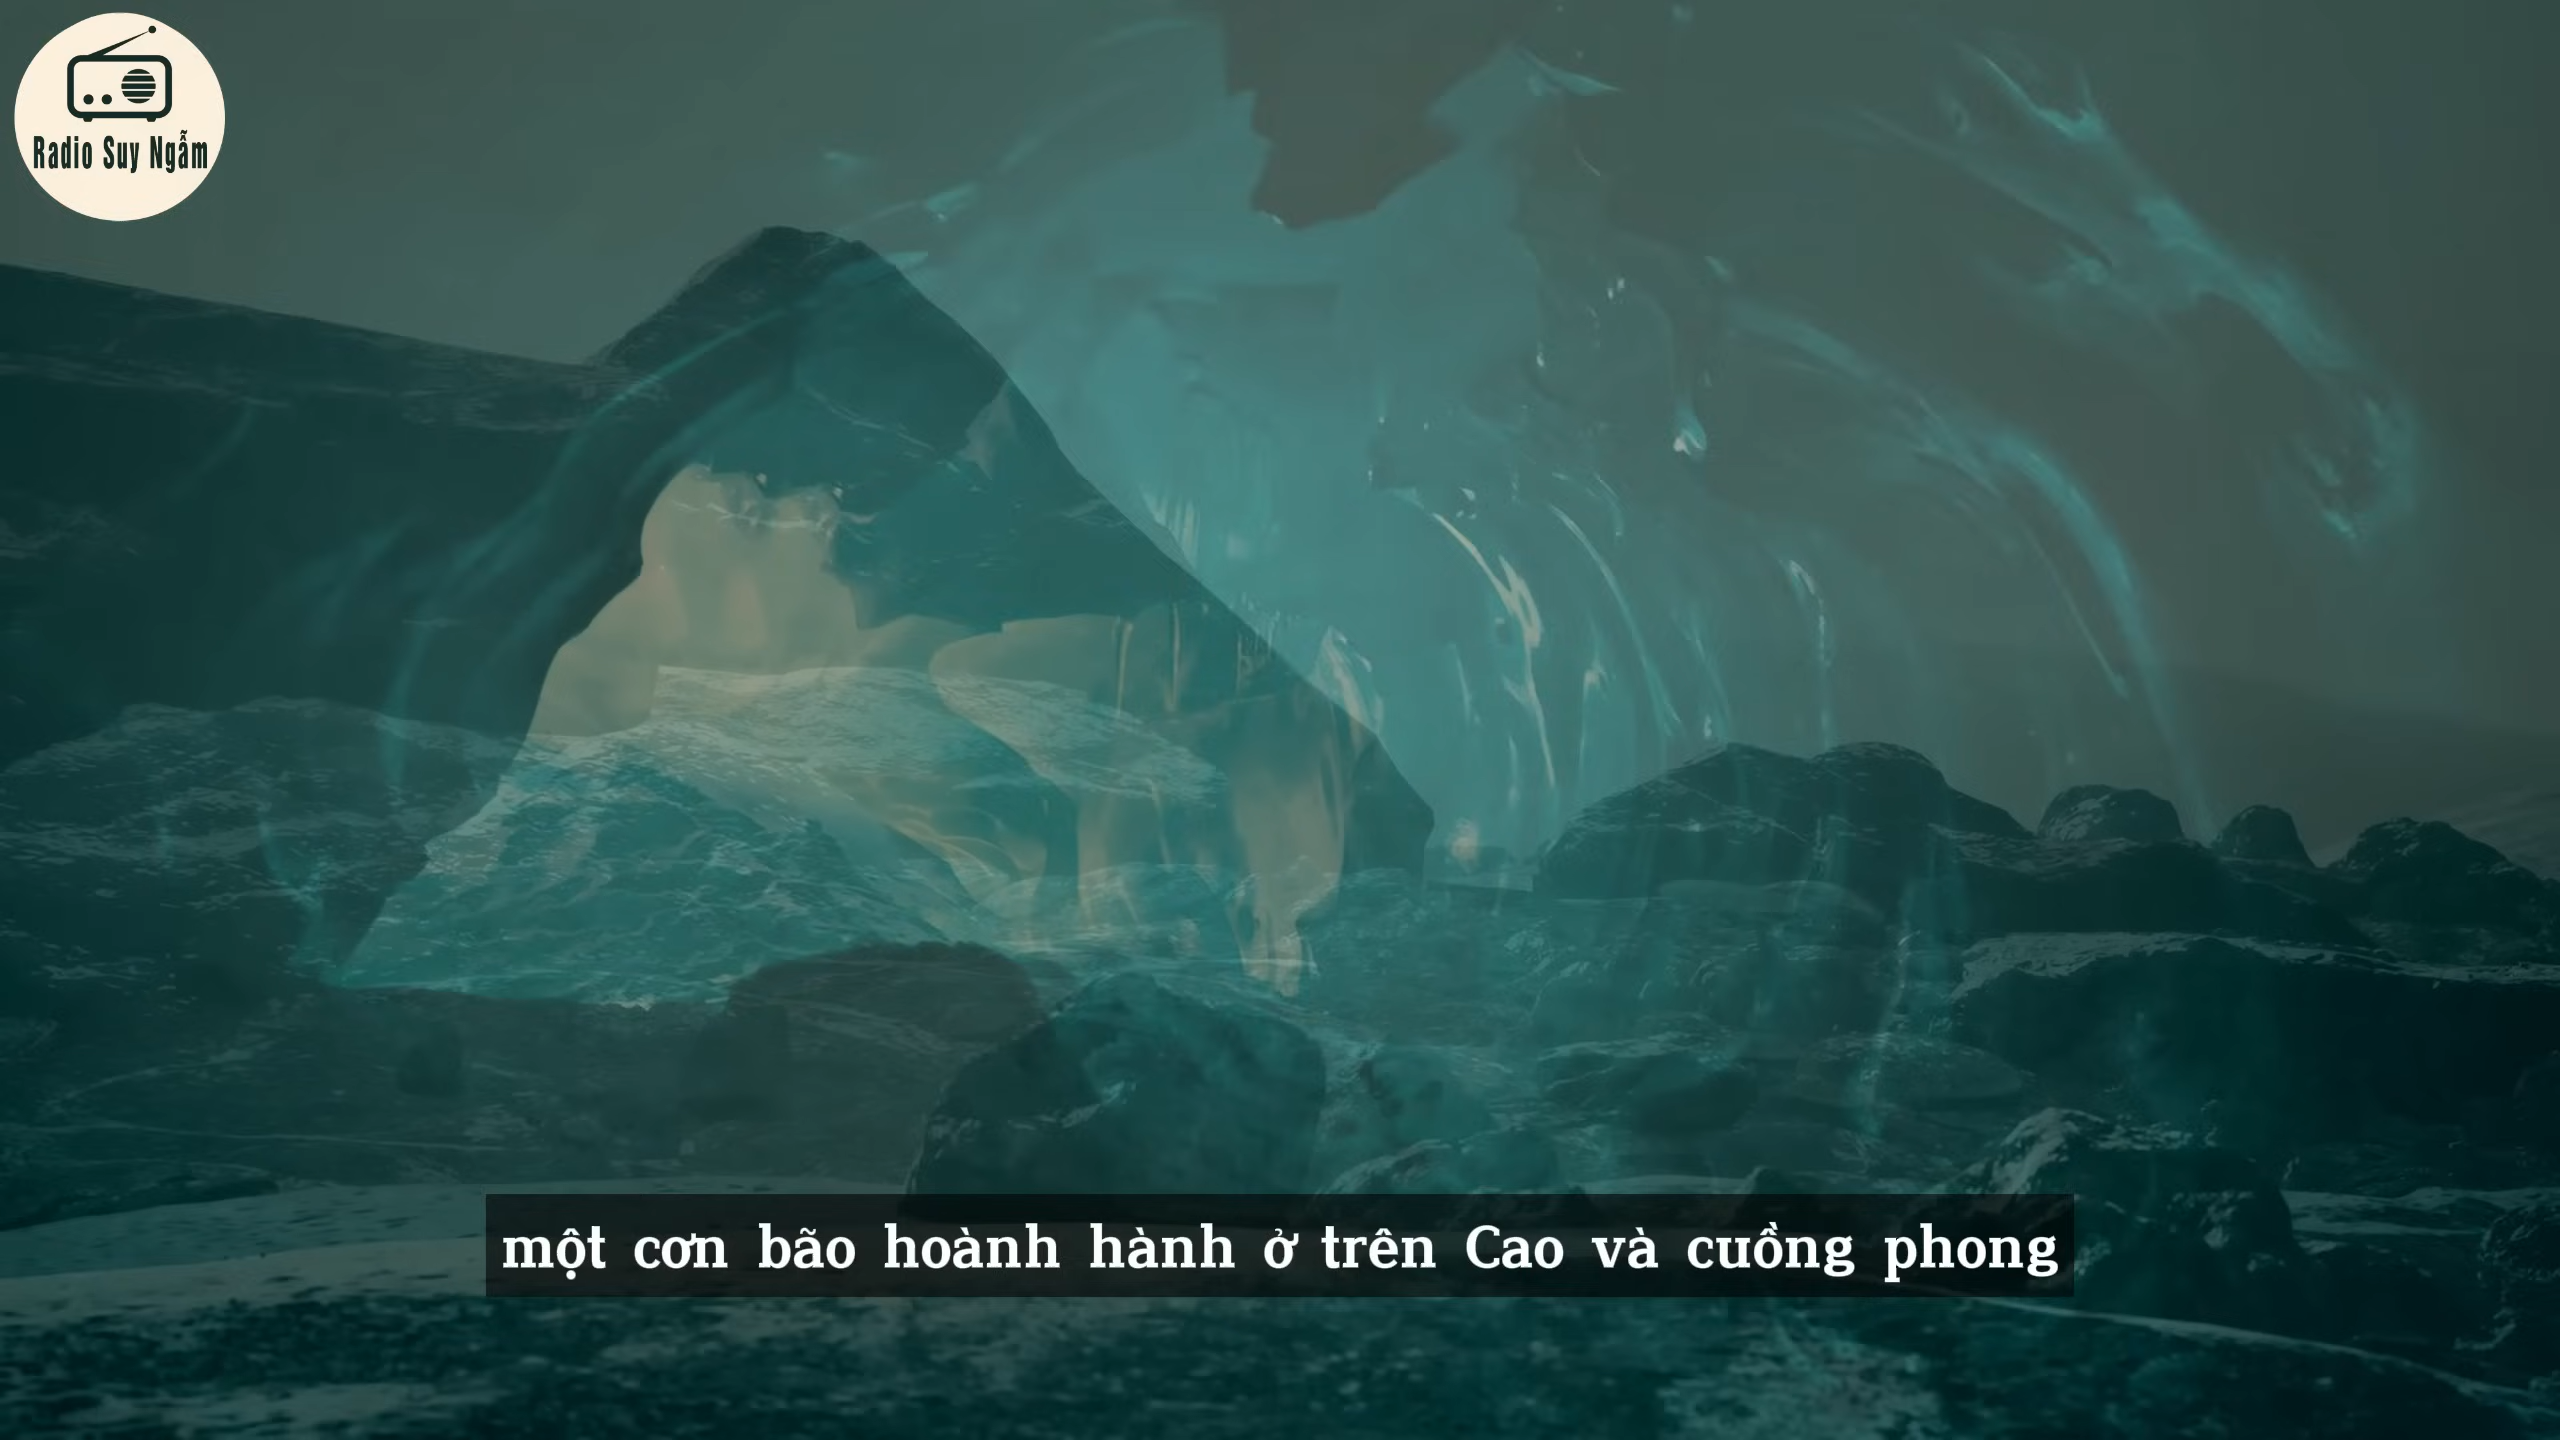 Radio Suy Ngẫm
một cơn bão hoành hành ở trên Cao và cuồng phong